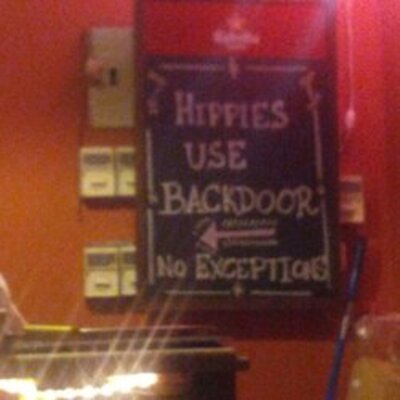 HIPPIES
USE
BACKDOOR
NO EXCEPTIONS